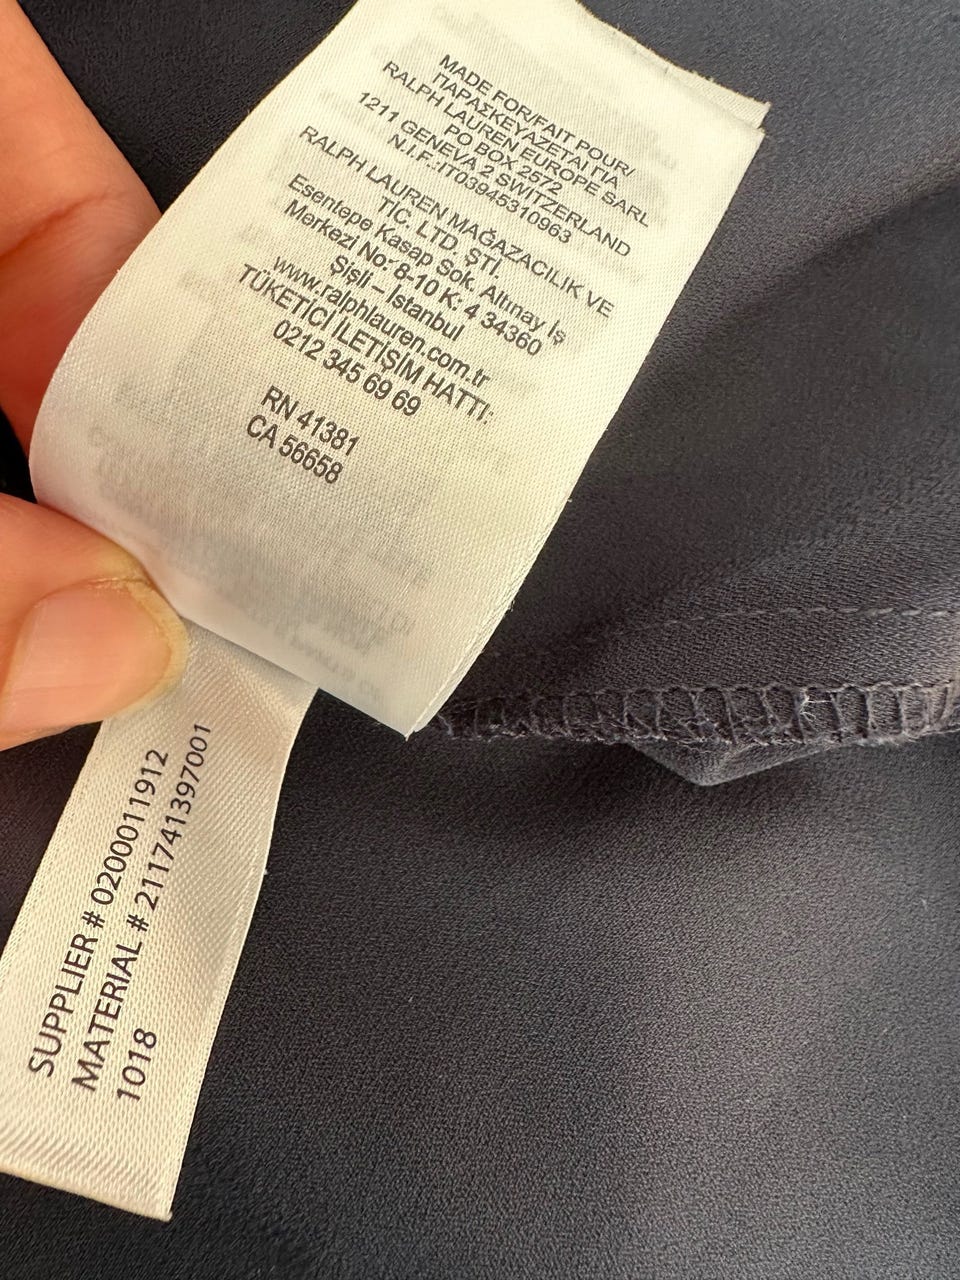 MADE FOR/FAIT POUR/
ΠΑΡΑΣΚΕΥΑΖΕΤΑΙ ΓΙΑ
RALPH LAUREN EUROPE SARL
PO BOX 2572
1211 GENEVA 2 SWITZERLAND
N.I.F.:IT03945310963
RALPH LAUREN MAĞAZACILIK VE
TİC. LTD. ŞTİ.
Esentepe Kasap Sok. Altınay İş
Merkezi No: 8-10 K: 4 34360
Şişli – İstanbul
www.ralphlauren.com.tr
TÜKETİCİ İLETİŞİM HATTI:
0212 345 69 69
RN 41381
CA 56658
SUPPLIER # 0200011912
MATERIAL # 211741397001
1018